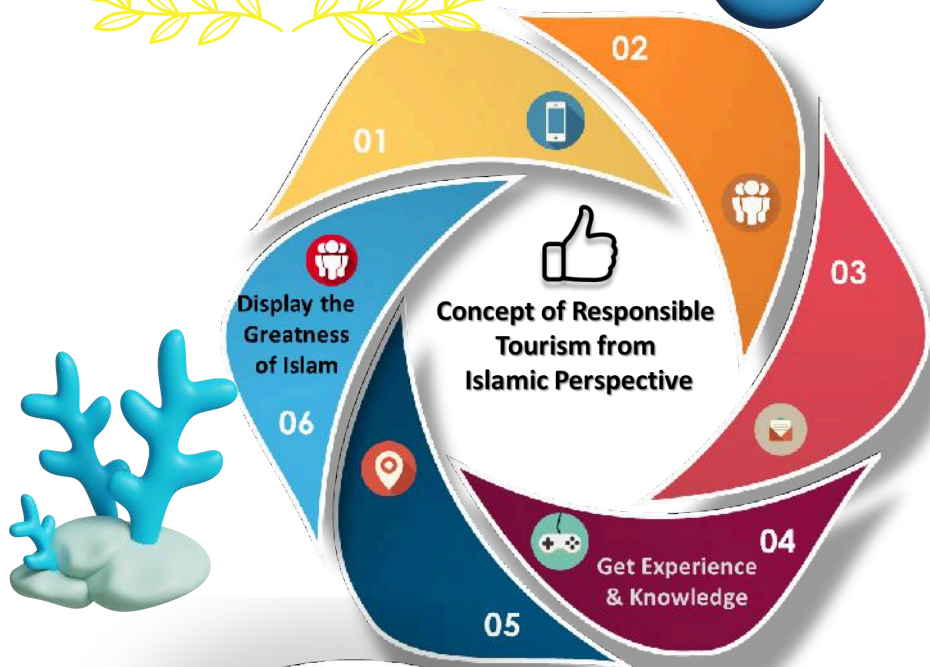 01
02
03
04
Get Experience
& Knowledge
05
06
Display the
Greatness
of Islam
Concept of Responsible
Tourism from
Islamic Perspective